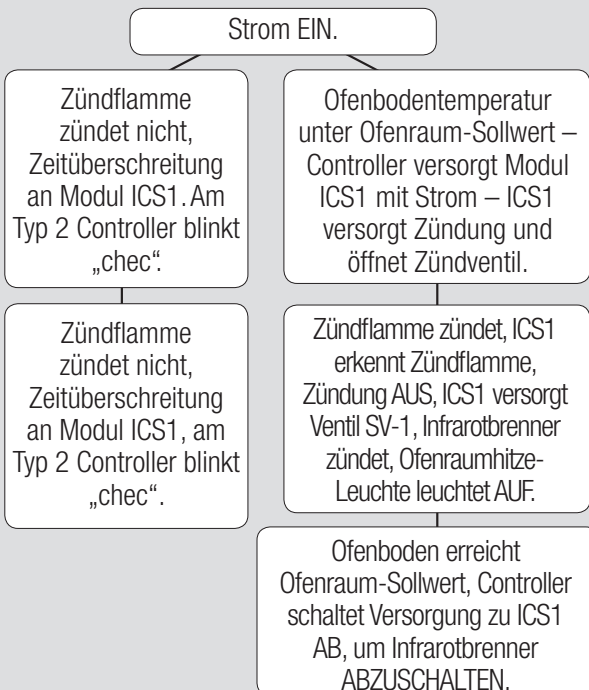 Strom EIN.
Zündflamme
zündet nicht,
Zeitüberschreitung
an Modul ICS1. Am
Typ 2 Controller blinkt
„chec“.
Ofenbodentemperatur
unter Ofenraum-Sollwert –
Controller versorgt Modul
ICS1 mit Strom – ICS1
versorgt Zündung und
öffnet Zündventil.
Zündflamme
zündet nicht,
Zeitüberschreitung
an Modul ICS1, am
Typ 2 Controller blinkt
„chec“.
Zündflamme zündet, ICS1
erkennt Zündflamme,
Zündung AUS, ICS1 versorgt
Ventil SV-1, Infrarotbrenner
zündet, Ofenraumhitze-
Leuchte leuchtet AUF.
Ofenboden erreicht
Ofenraum-Sollwert, Controller
schaltet Versorgung zu ICS1
AB, um Infrarotbrenner
ABZUSCHALTEN.